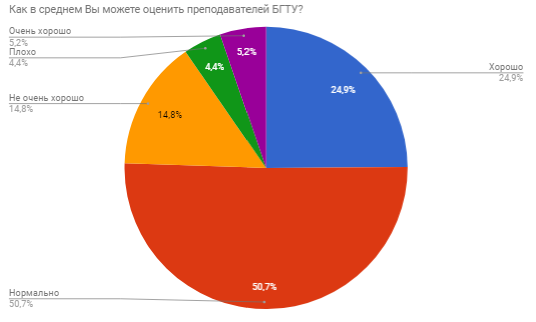 Как в среднем Вы можете оценить преподавателей БГТУ?
Очень хорошо
5,2%
Плохо
4,4%
Не очень хорошо
14,8%
Нормально
50,7%
Хорошо
24,9%
5,2%
4,4%
14,8%
24,9%
50,7%